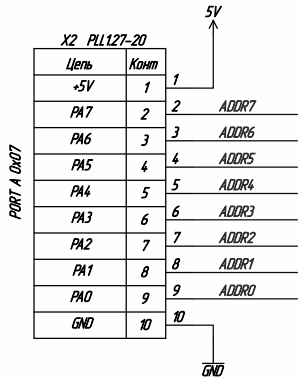 5V
X2 PLL1.27-20
Цепь Конт
+5V 1 1
PA7 2 2 ADDR7
PA6 3 3 ADDR6
PA5 4 4 ADDR5
PA4 5 5 ADDR4
PA3 6 6 ADDR3
PA2 7 7 ADDR2
PA1 8 8 ADDR1
PA0 9 9 ADDR0
GND 10 10
PORT A 0x07
GND